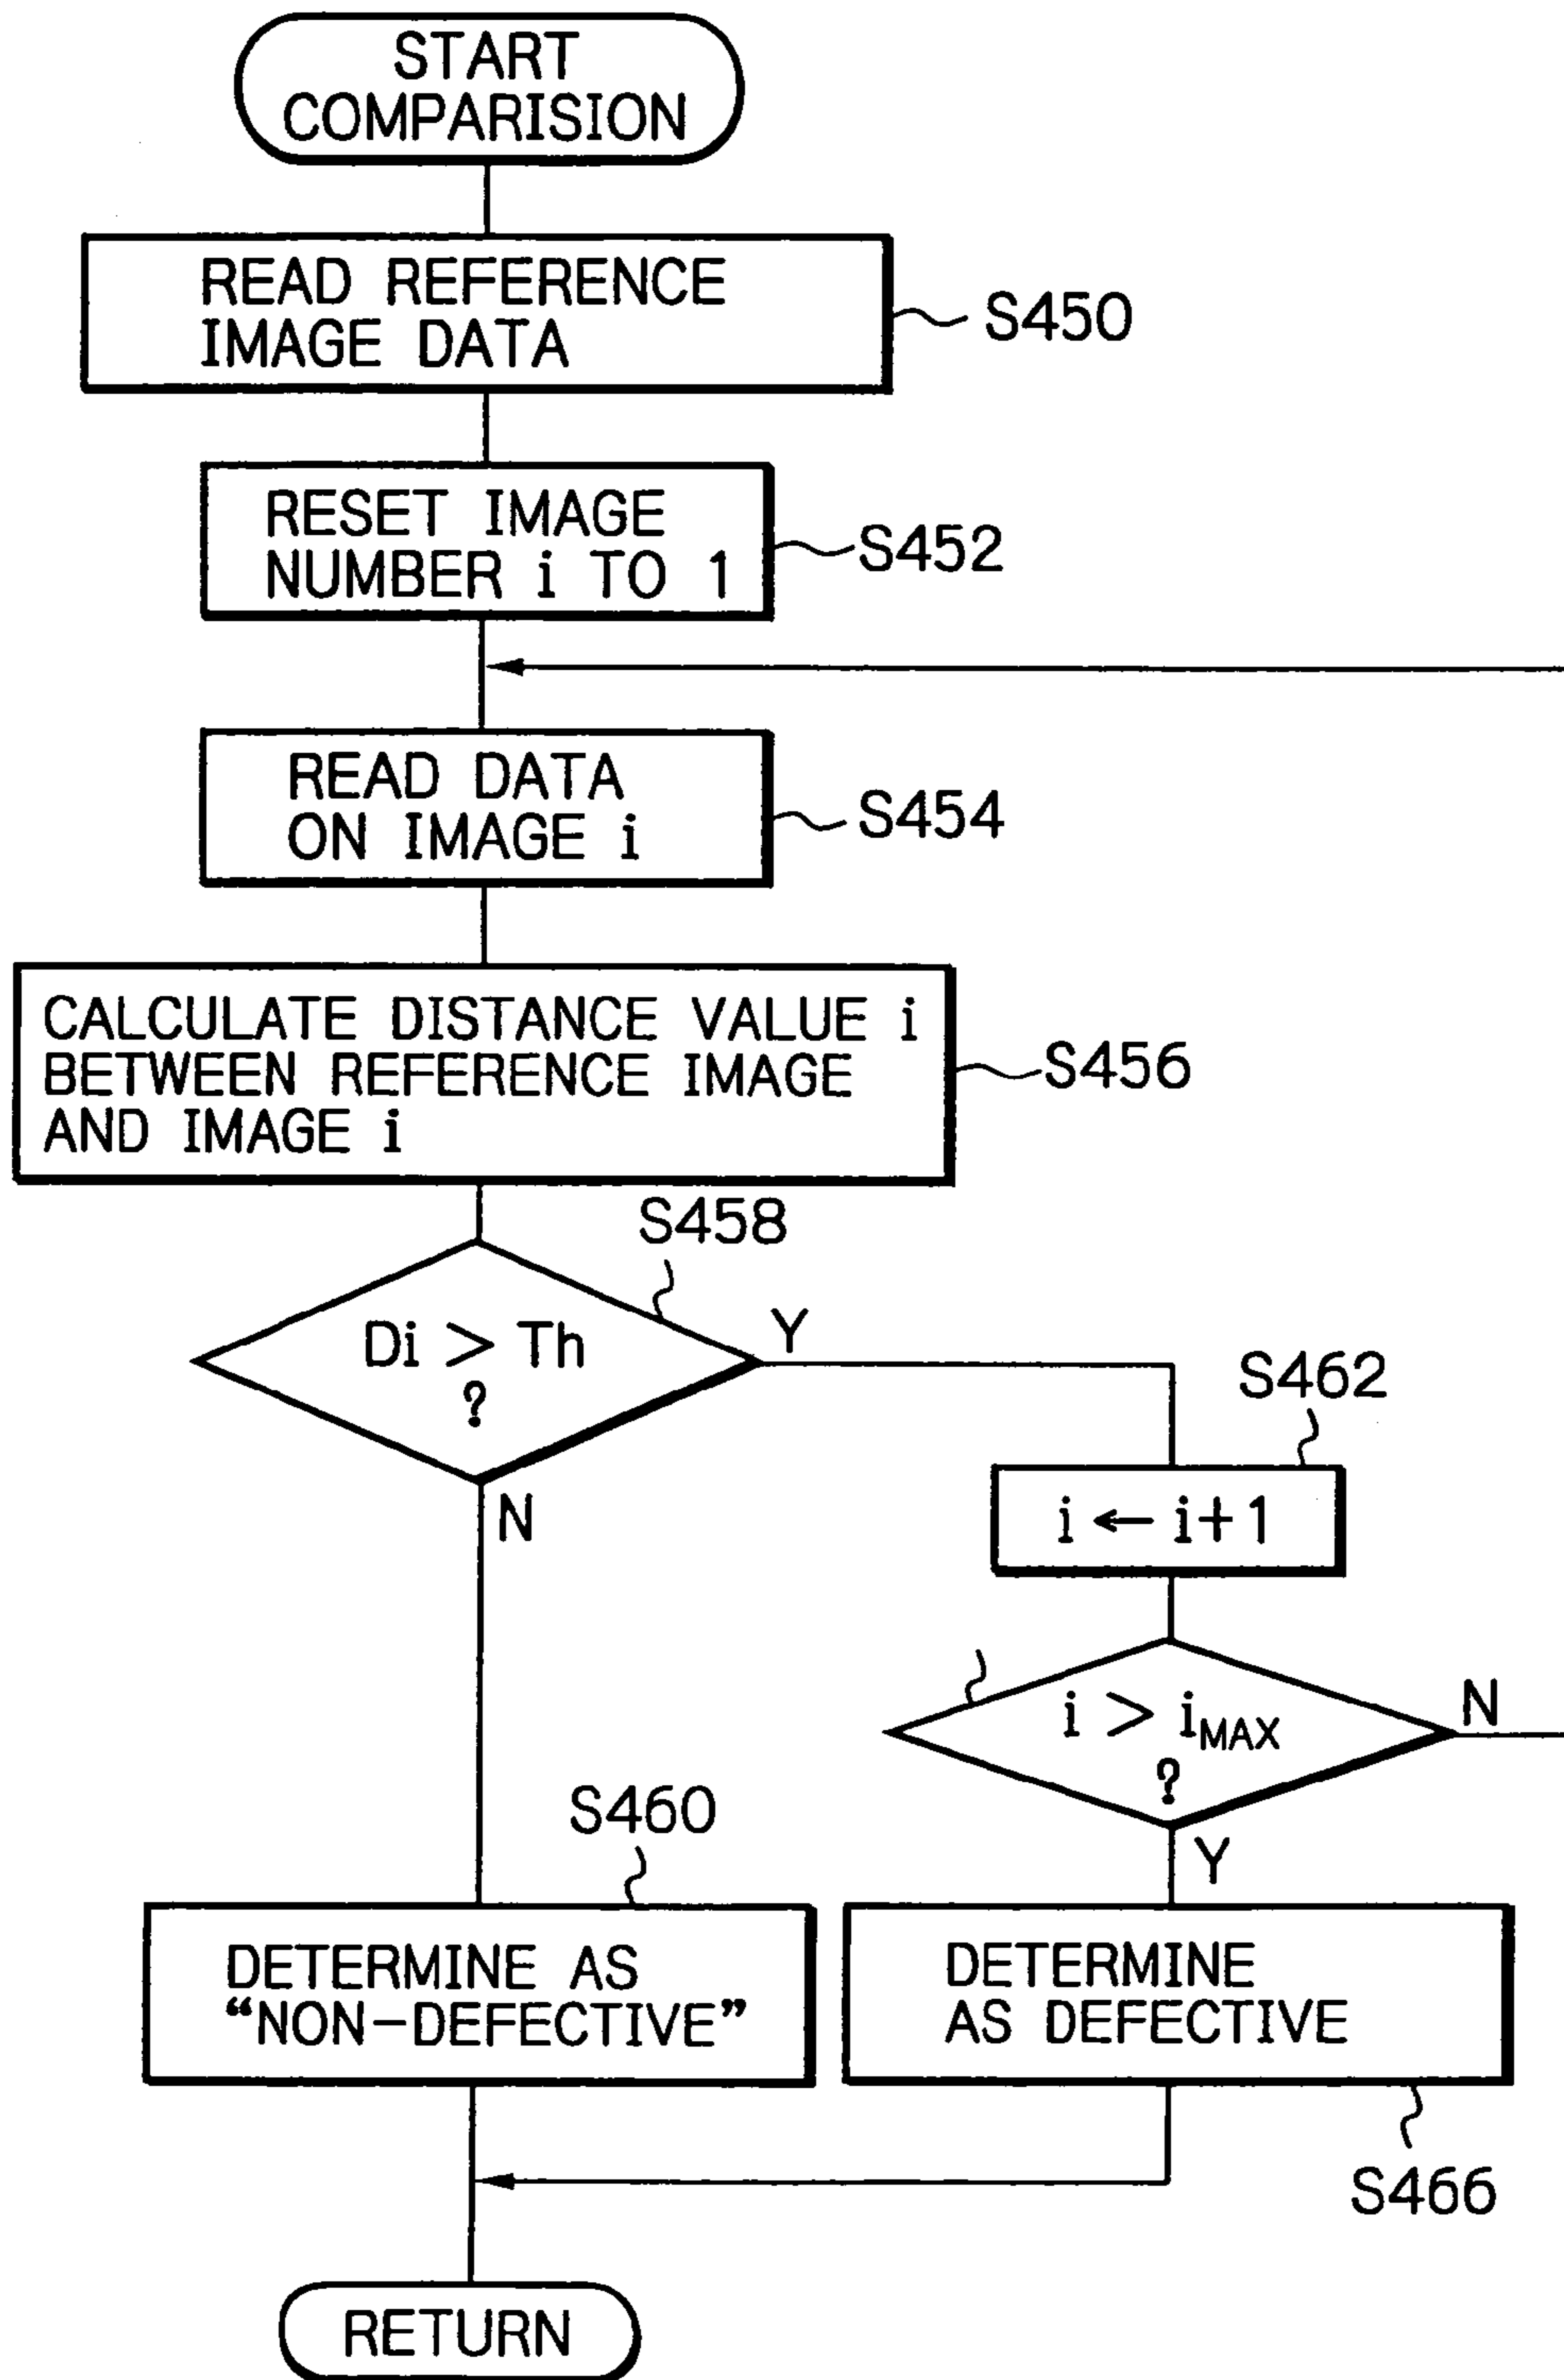 START
COMPARISION
READ REFERENCE
IMAGE DATA
S450
RESET IMAGE
NUMBER i TO 1
S452
READ DATA
ON IMAGE i
S454
CALCULATE DISTANCE VALUE i
BETWEEN REFERENCE IMAGE
AND IMAGE i
S456
S458
Di > Th
?
Y
N
S462
i ← i+1
i > iMAX
?
N
Y
S460
DETERMINE AS
“NON-DEFECTIVE”
DETERMINE
AS DEFECTIVE
S466
RETURN